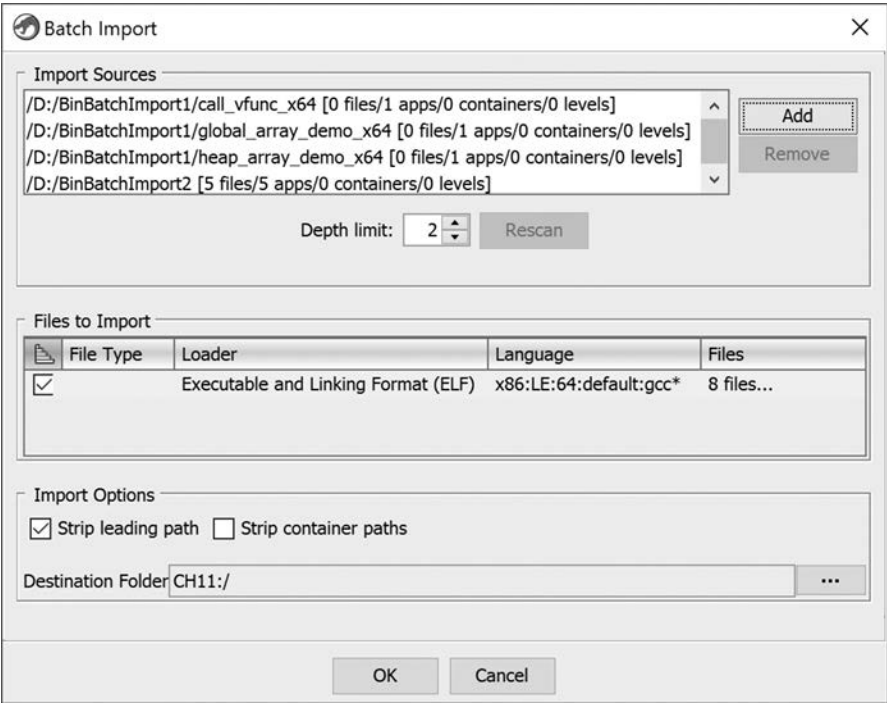 Batch Import
Import Sources
/D:/BinBatchImport1/call_vfunc_x64 [0 files/1 apps/0 containers/0 levels]
/D:/BinBatchImport1/global_array_demo_x64 [0 files/1 apps/0 containers/0 levels]
/D:/BinBatchImport1/heap_array_demo_x64 [0 files/1 apps/0 containers/0 levels]
/D:/BinBatchImport2 [5 files/5 apps/0 containers/0 levels]
Add
Remove
Depth limit: 2 Rescan
Files to Import
File Type Loader Language Files
Executable and Linking Format (ELF) x86:LE:64:default:gcc* 8 files...
Import Options
Strip leading path Strip container paths
Destination Folder CH11:/ ...
OK Cancel